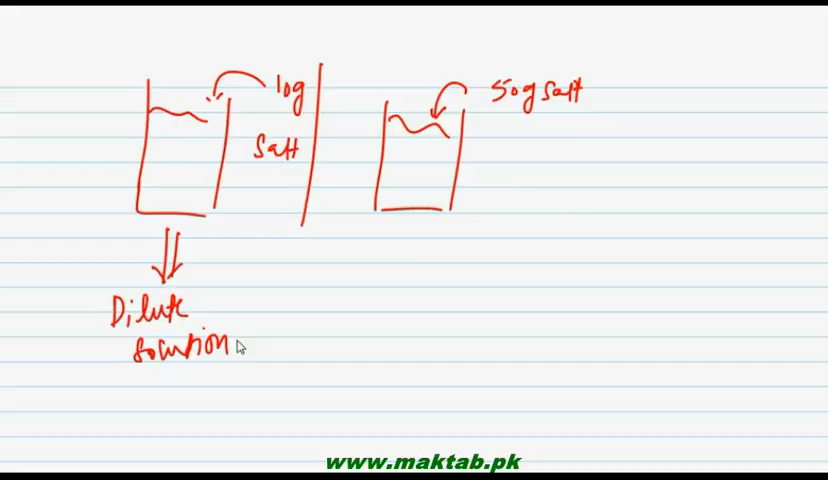 10g
Salt
50g Salt
Dilute
Solution
www.maktab.pk